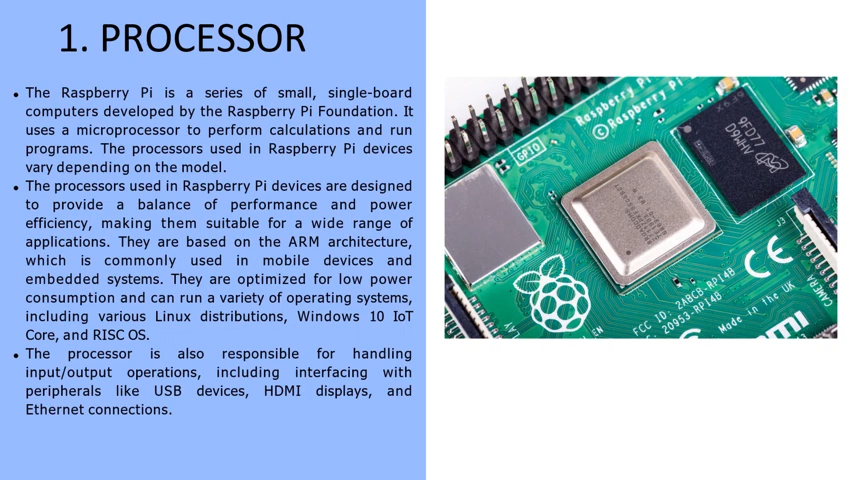 1. PROCESSOR
• The Raspberry Pi is a series of small, single-board
computers developed by the Raspberry Pi Foundation. It
uses a microprocessor to perform calculations and run
programs. The processors used in Raspberry Pi devices
vary depending on the model.
• The processors used in Raspberry Pi devices are designed
to provide a balance of performance and power
efficiency, making them suitable for a wide range of
applications. They are based on the ARM architecture,
which is commonly used in mobile devices and
embedded systems. They are optimized for low power
consumption and can run a variety of operating systems,
including various Linux distributions, Windows 10 IoT
Core, and RISC OS.
• The processor is also responsible for handling
input/output operations, including interfacing with
peripherals like USB devices, HDMI displays, and
Ethernet connections.
Raspberry Pi
© Raspberry Pi
GPIO
9FD77
D9WHV
J3
CE
CAMERA
FCC ID: 2ABCB-RPI4B
20953-RPI4B
Made in the UK